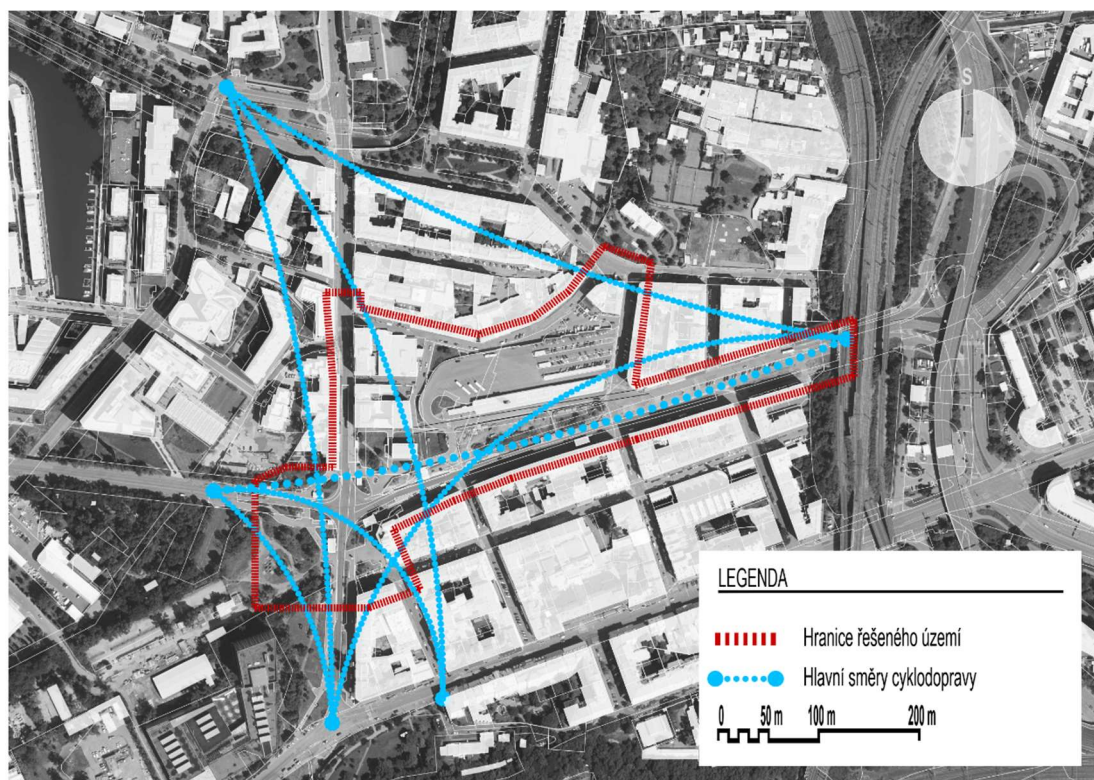 S
LEGENDA
Hranice řešeného území
Hlavní směry cyklodopravy
0 50 m 100 m 200 m